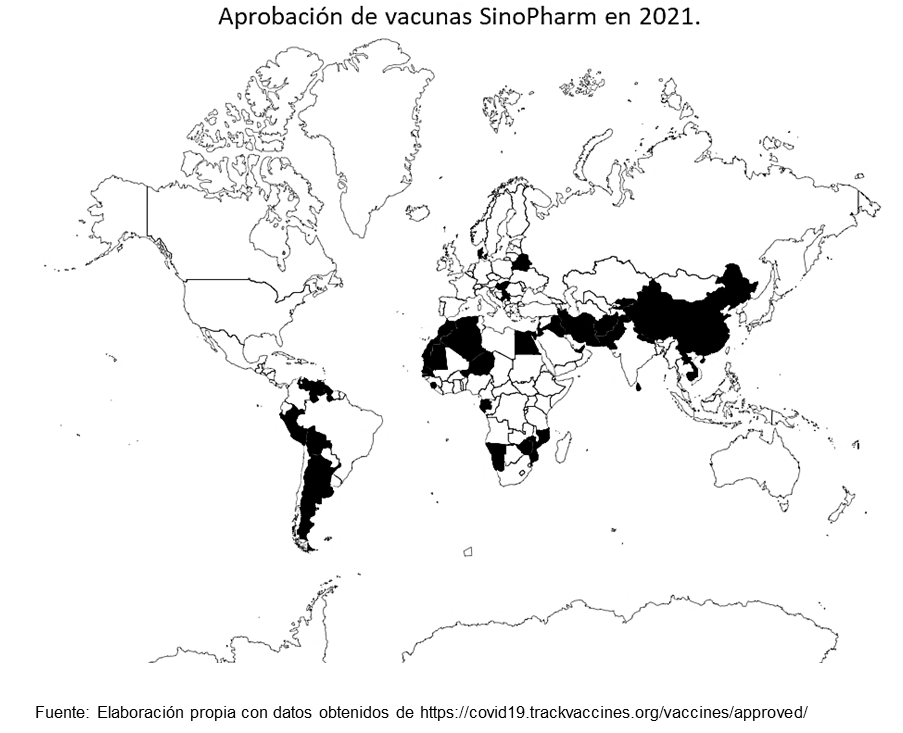 Aprobación de vacunas SinoPharm en 2021.
Fuente: Elaboración propia con datos obtenidos de https://covid19.trackvaccines.org/vaccines/approved/